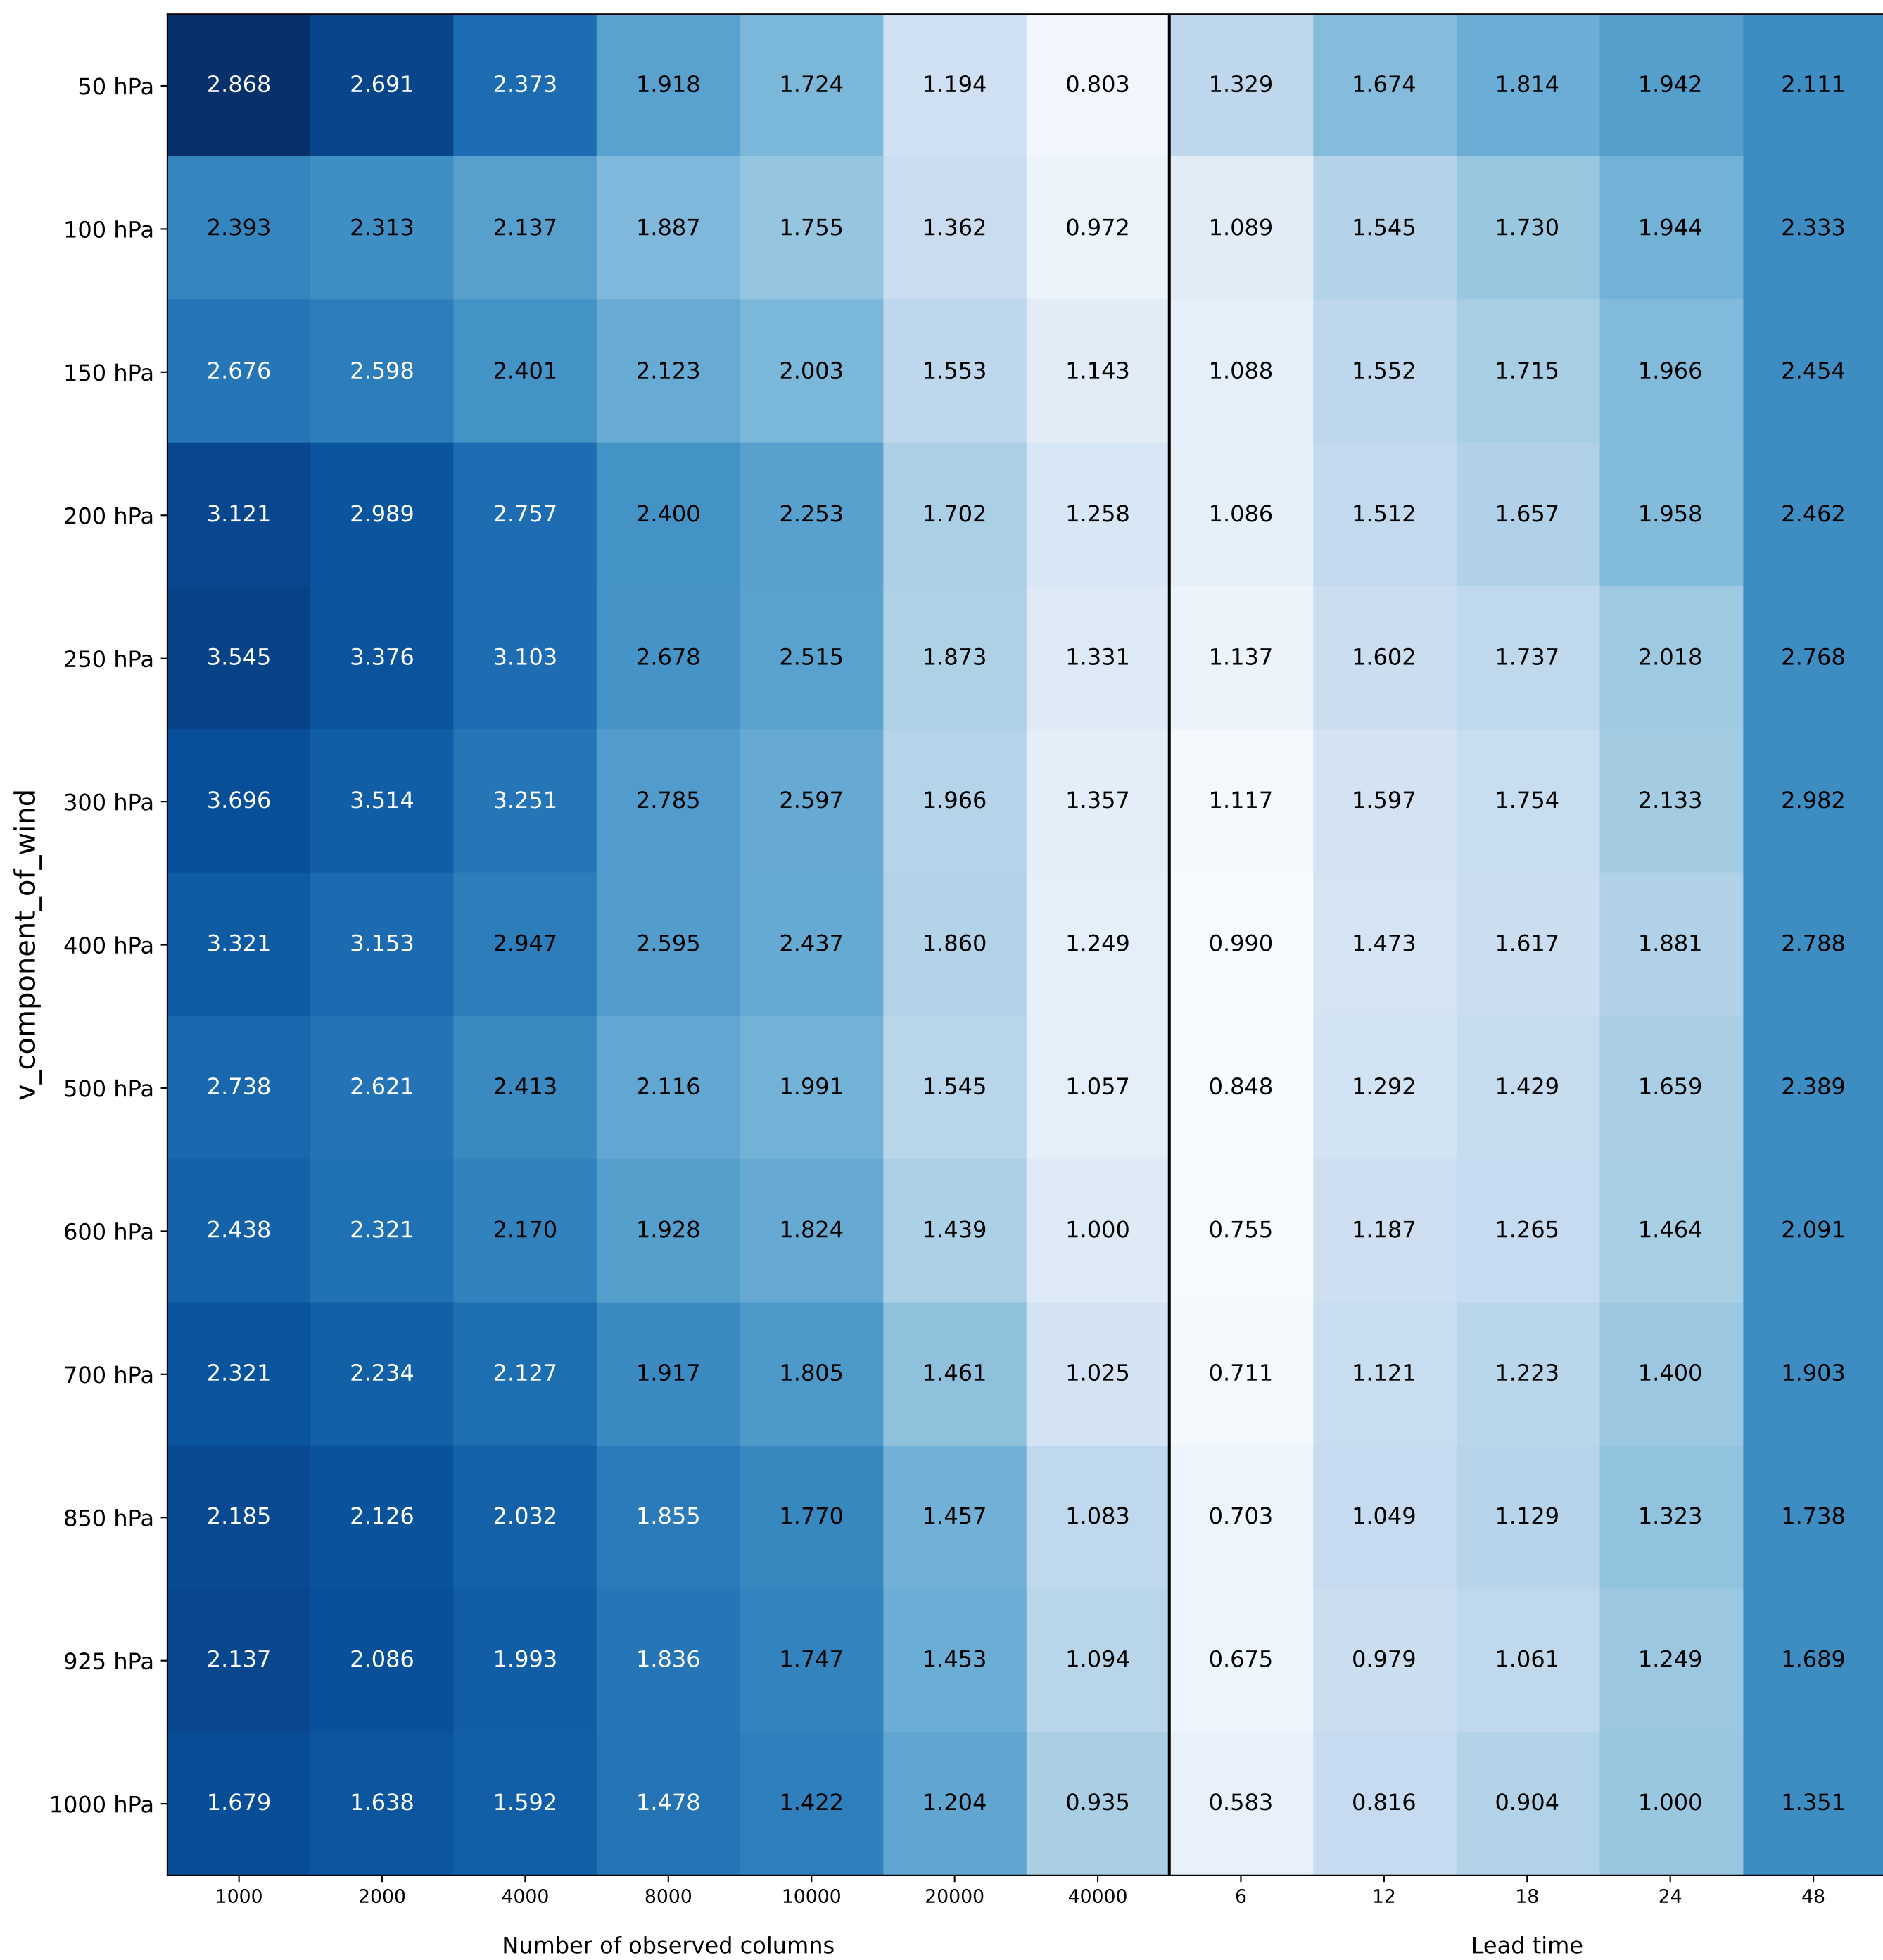 50 hPa 2.868 2.691 2.373 1.918 1.724 1.194 0.803 1.329 1.674 1.814 1.942 2.111
100 hPa 2.393 2.313 2.137 1.887 1.755 1.362 0.972 1.089 1.545 1.730 1.944 2.333
150 hPa 2.676 2.598 2.401 2.123 2.003 1.553 1.143 1.088 1.552 1.715 1.966 2.454
200 hPa 3.121 2.989 2.757 2.400 2.253 1.702 1.258 1.086 1.512 1.657 1.958 2.462
250 hPa 3.545 3.376 3.103 2.678 2.515 1.873 1.331 1.137 1.602 1.737 2.018 2.768
300 hPa 3.696 3.514 3.251 2.785 2.597 1.966 1.357 1.117 1.597 1.754 2.133 2.982
400 hPa 3.321 3.153 2.947 2.595 2.437 1.860 1.249 0.990 1.473 1.617 1.881 2.788
500 hPa 2.738 2.621 2.413 2.116 1.991 1.545 1.057 0.848 1.292 1.429 1.659 2.389
600 hPa 2.438 2.321 2.170 1.928 1.824 1.439 1.000 0.755 1.187 1.265 1.464 2.091
700 hPa 2.321 2.234 2.127 1.917 1.805 1.461 1.025 0.711 1.121 1.223 1.400 1.903
850 hPa 2.185 2.126 2.032 1.855 1.770 1.457 1.083 0.703 1.049 1.129 1.323 1.738
925 hPa 2.137 2.086 1.993 1.836 1.747 1.453 1.094 0.675 0.979 1.061 1.249 1.689
1000 hPa 1.679 1.638 1.592 1.478 1.422 1.204 0.935 0.583 0.816 0.904 1.000 1.351
v_component_of_wind
1000 2000 4000 8000 10000 20000 40000 6 12 18 24 48
Number of observed columns Lead time